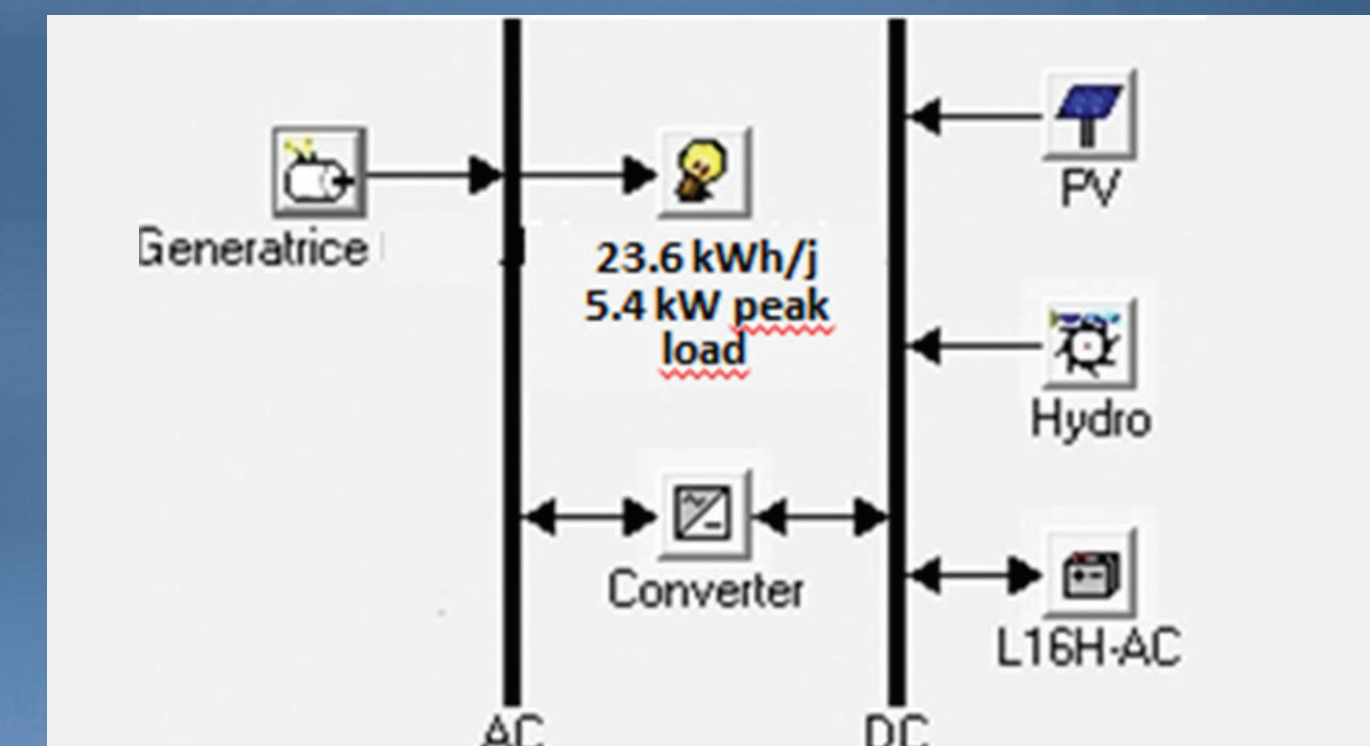 PV
Generatrice
23.6 kWh/j
5.4 kW peak
load
Hydro
Converter
L16H-AC
AC
DC